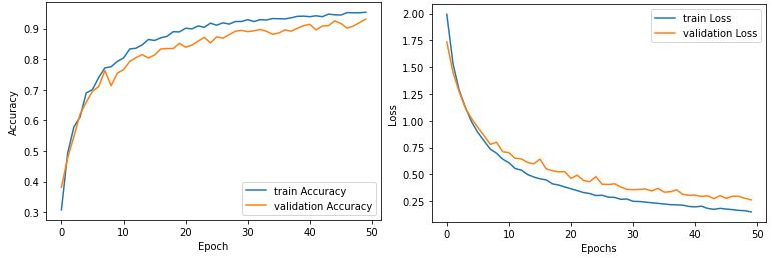 0.9
0.8
0.7
0.6
0.5
0.4
0.3
Accuracy
train Accuracy
validation Accuracy
0 10 20 30 40 50
Epoch
2.00
1.75
1.50
1.25
1.00
0.75
0.50
0.25
Loss
train Loss
validation Loss
0 10 20 30 40 50
Epochs